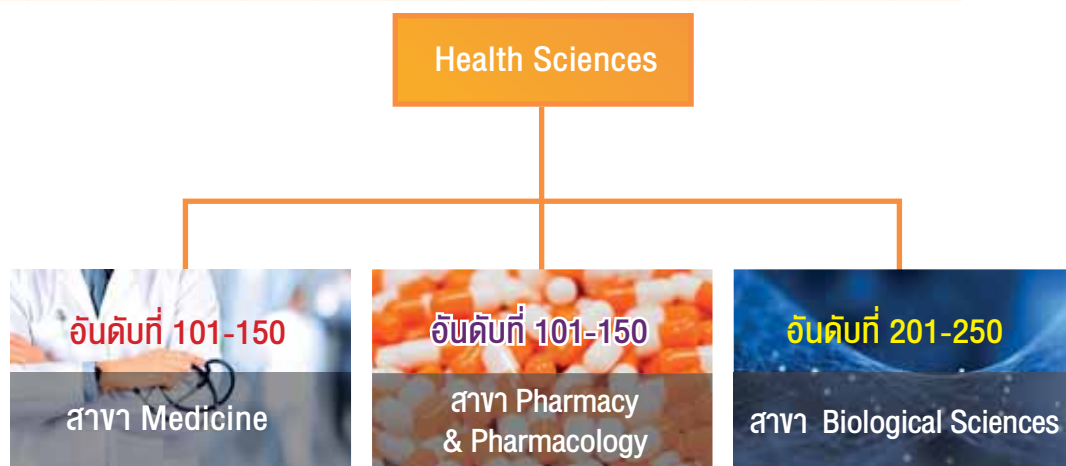 Health Sciences
อันดับที่ 101-150
สาขา Medicine
อันดับที่ 101-150
สาขา Pharmacy
& Pharmacology
อันดับที่ 201-250
สาขา Biological Sciences